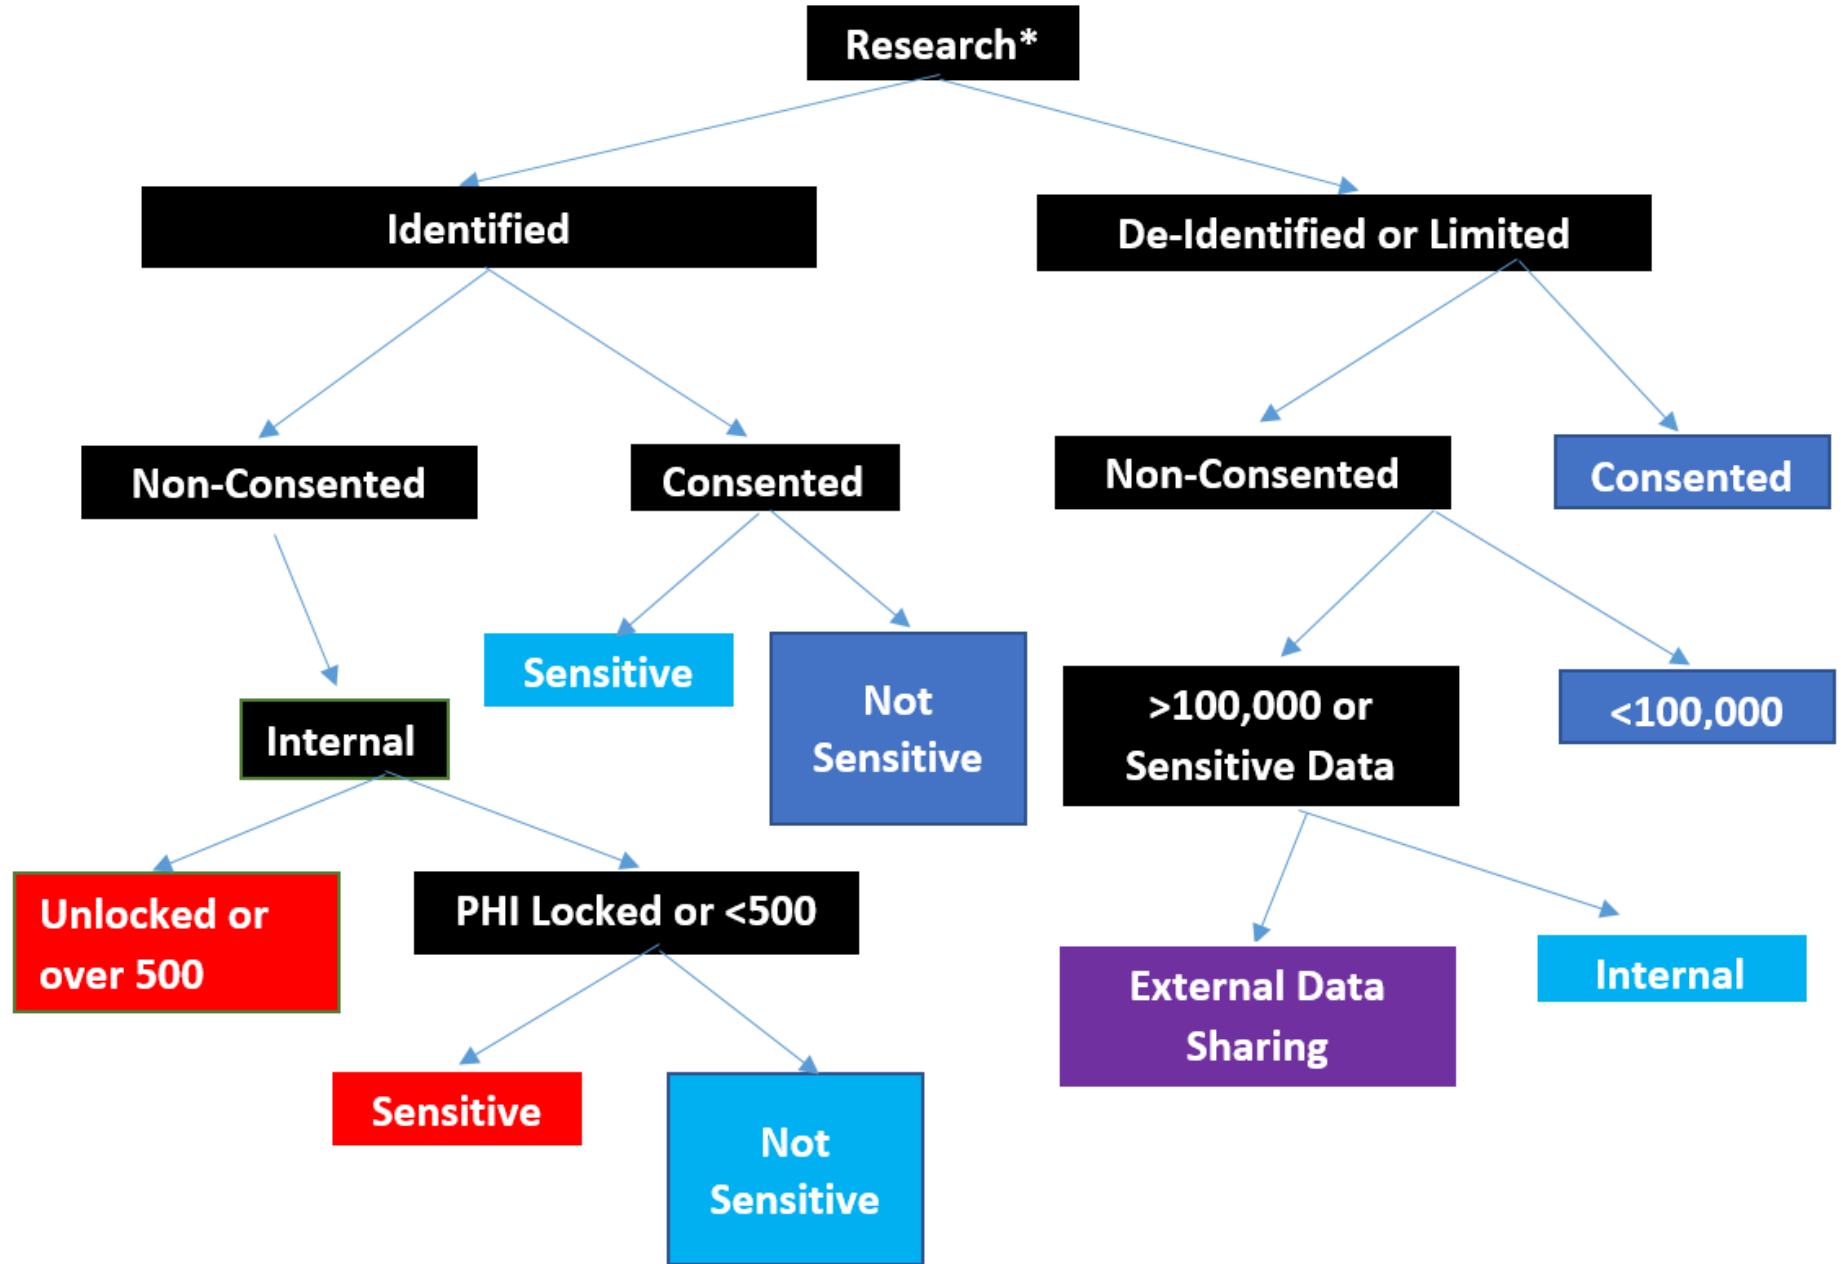 Research*
Identified
De-Identified or Limited
Non-Consented
Consented
Non-Consented
Consented
Sensitive
Not
Sensitive
>100,000 or
Sensitive Data
<100,000
Internal
Unlocked or
over 500
PHI Locked or <500
External Data
Sharing
Internal
Sensitive
Not
Sensitive